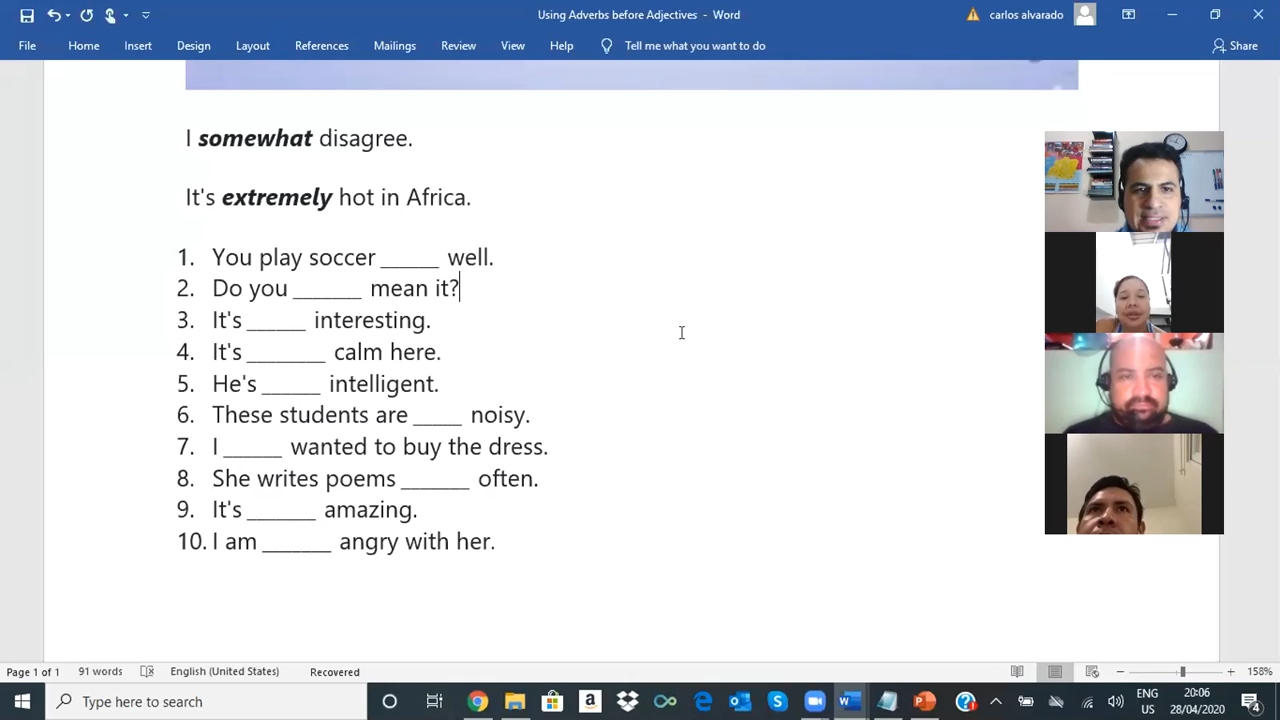 Using Adverbs before Adjectives - Word
carlos alvarado
File Home Insert Design Layout References Mailings Review View Help Tell me what you want to do Share
I somewhat disagree.
It's extremely hot in Africa.
1. You play soccer ______ well.
2. Do you _______ mean it?
3. It's ______ interesting.
4. It's ________ calm here.
5. He's ______ intelligent.
6. These students are _____ noisy.
7. I ______ wanted to buy the dress.
8. She writes poems _______ often.
9. It's _______ amazing.
10. I am _______ angry with her.
Page 1 of 1 91 words English (United States) Recovered 158%
Type here to search
ENG
US
20:06
28/04/2020
4